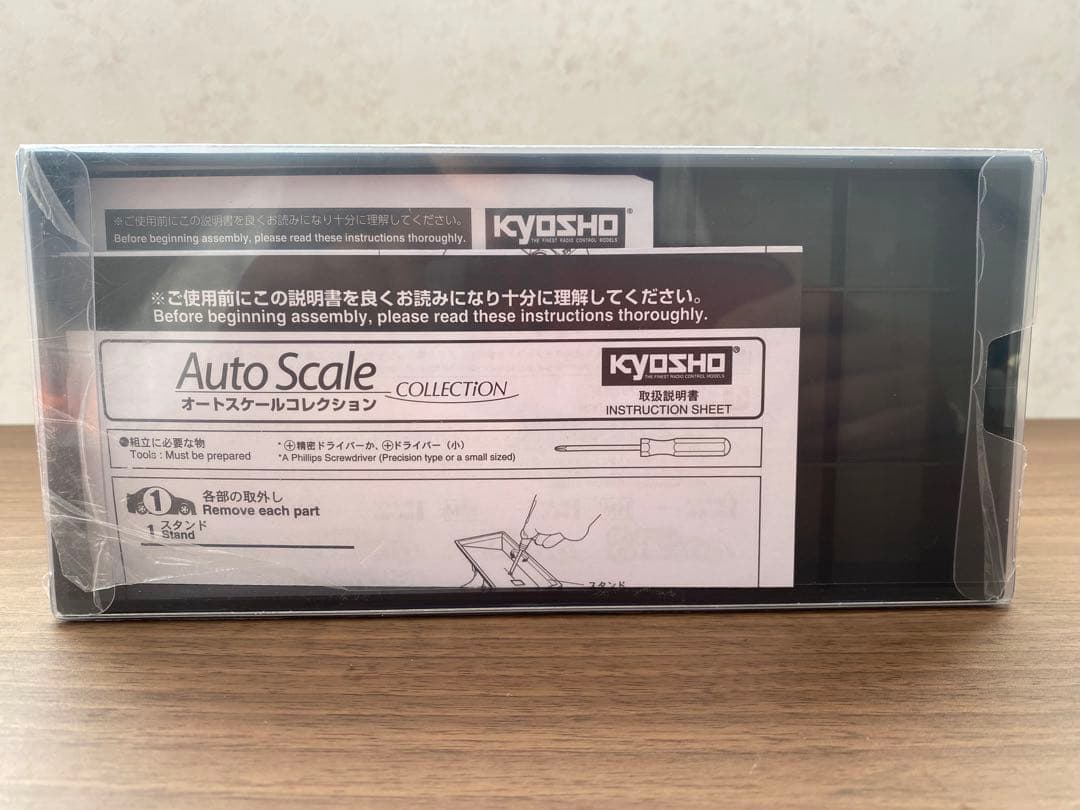 ※ご使用前にこの説明書を良くお読みになり十分に理解してください。
Before beginning assembly, please read these instructions thoroughly.
KYOSHO®
THE FINEST RADIO CONTROL MODELS
※ご使用前にこの説明書を良くお読みになり十分に理解してください。
Before beginning assembly, please read these instructions thoroughly.
Auto Scale COLLECTiON
オートスケールコレクション
KYOSHO®
THE FINEST RADIO CONTROL MODELS
取扱説明書
INSTRUCTION SHEET
●組立に必要な物
Tools : Must be prepared
*⊕精密ドライバーか、⊕ドライバー（小）
*A Phillips Screwdriver (Precision type or a small sized)
1 各部の取外し
Remove each part
1 スタンド
Stand
スタンド